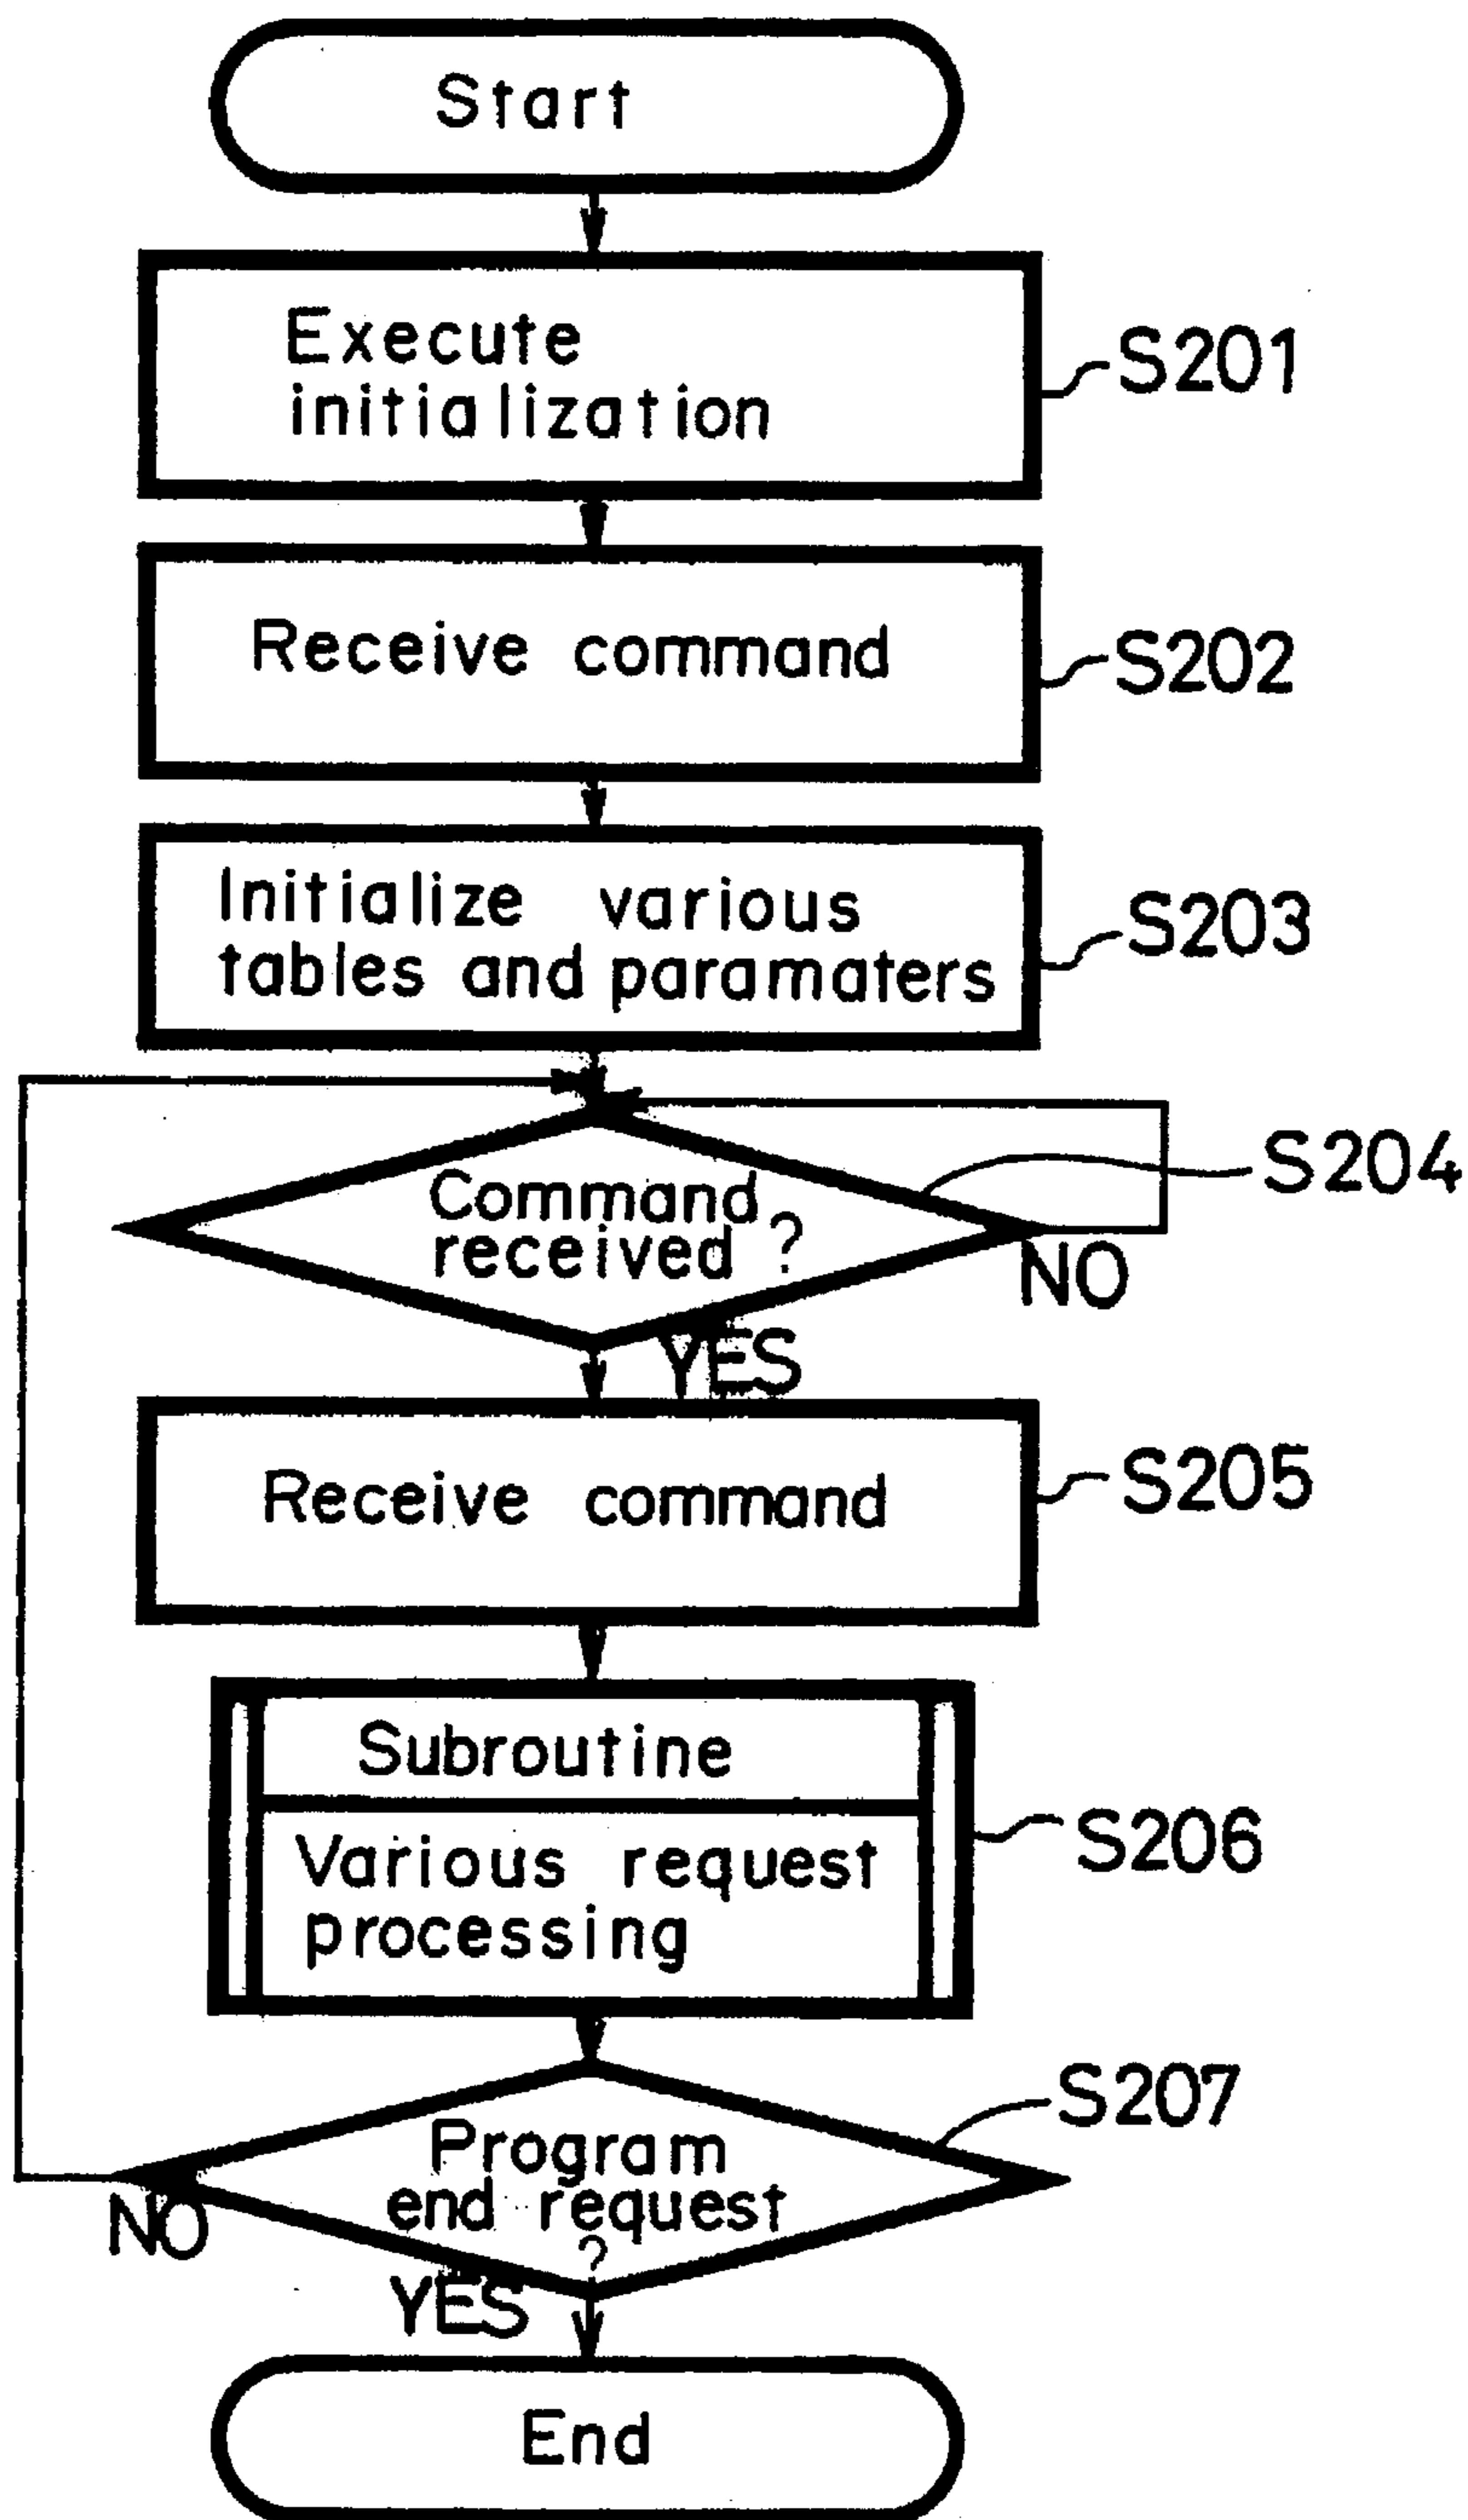 Start
Execute
initialization
S201
Receive command
S202
Initialize various
tables and paramaters
S203
Command
received ?
S204
NO
YES
Receive command
S205
Subroutine
Various request
processing
S206
Program
end request
?
S207
NO
YES
End